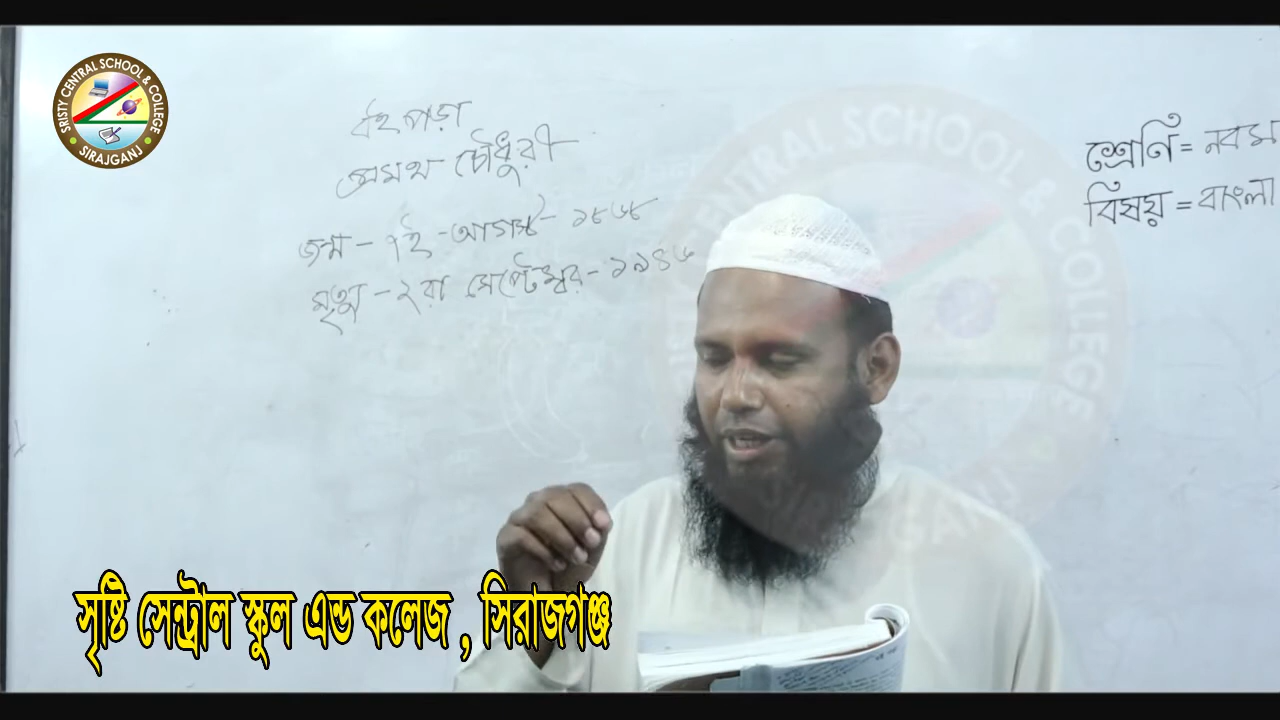 SRISTY CENTRAL SCHOOL & COLLEGE
SIRAJGANJ
বই পড়া
প্রমথ চৌধুরী
জন্ম - ৭ই - আগস্ট - ১৮৬৮
মৃত্যু - ২রা সেপ্টেম্বর - ১৯৪৬
শ্রেণি = নবম
বিষয় = বাংলা
সৃষ্টি সেন্ট্রাল স্কুল এন্ড কলেজ , সিরাজগঞ্জ